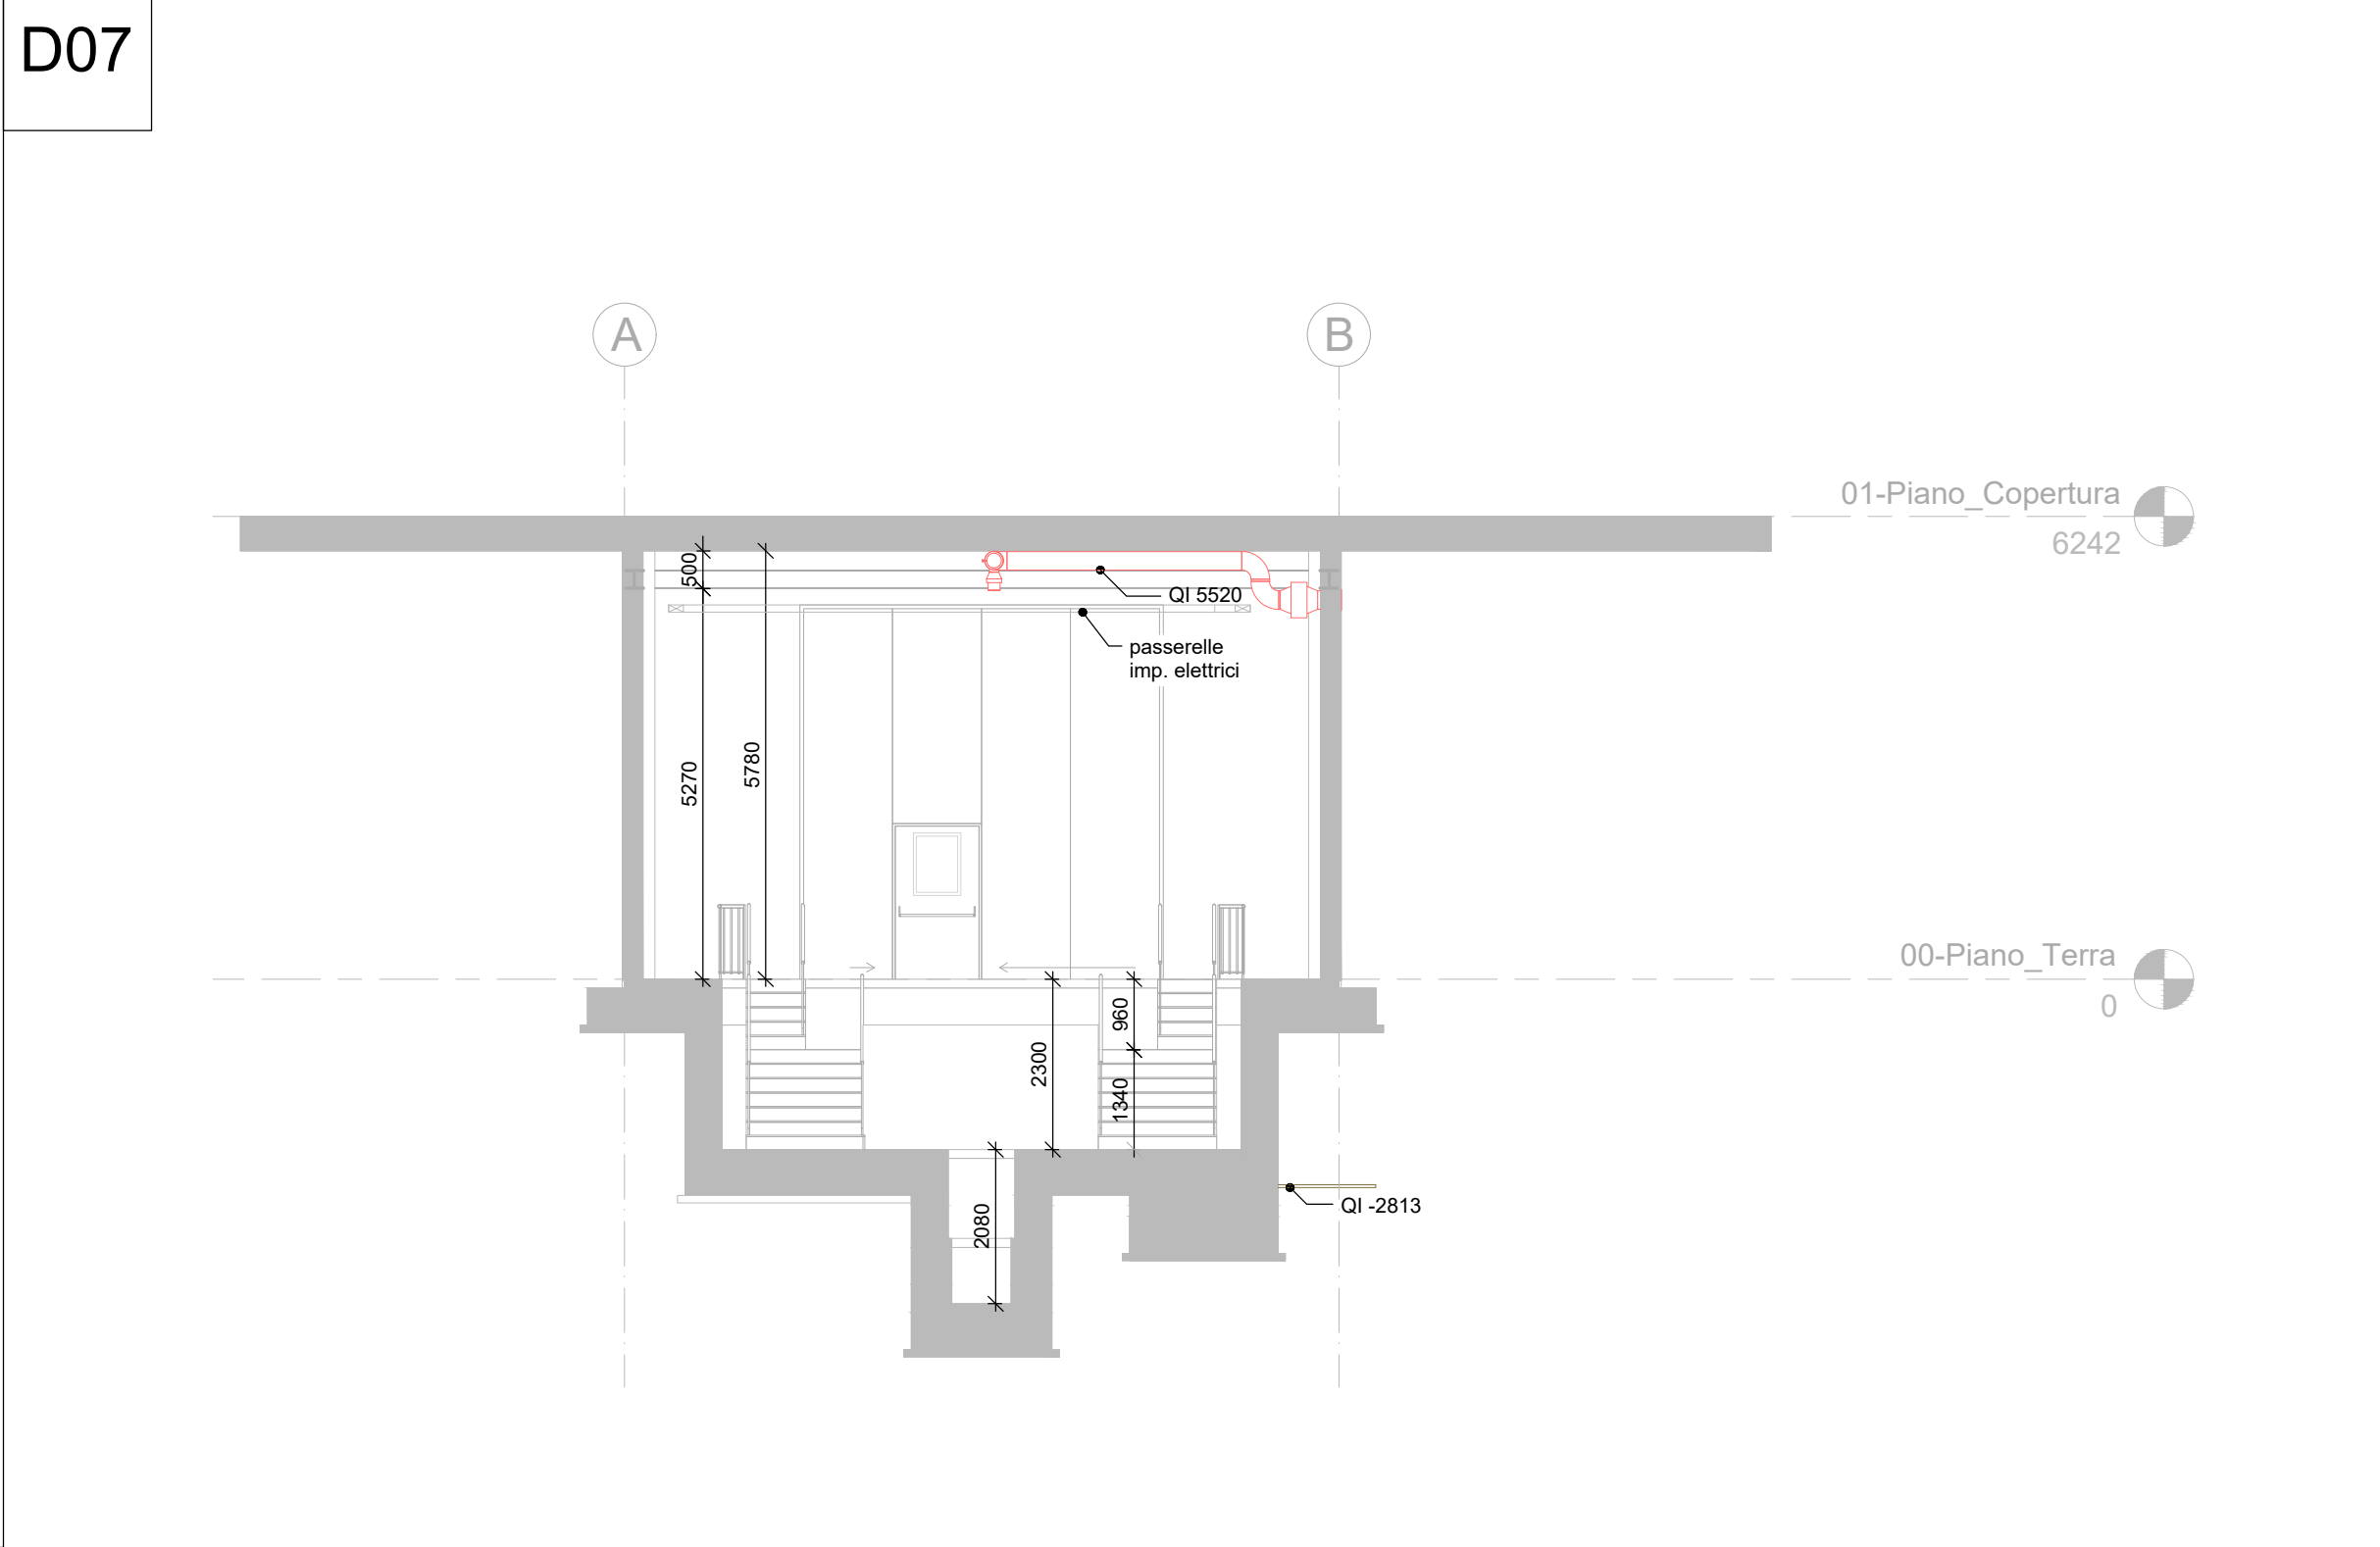 D07
A
B
01-Piano_Copertura
6242
500
QI 5520
passerelle
imp. elettrici
5270
5780
00-Piano_Terra
0
960
2300
1340
QI -2813
2080